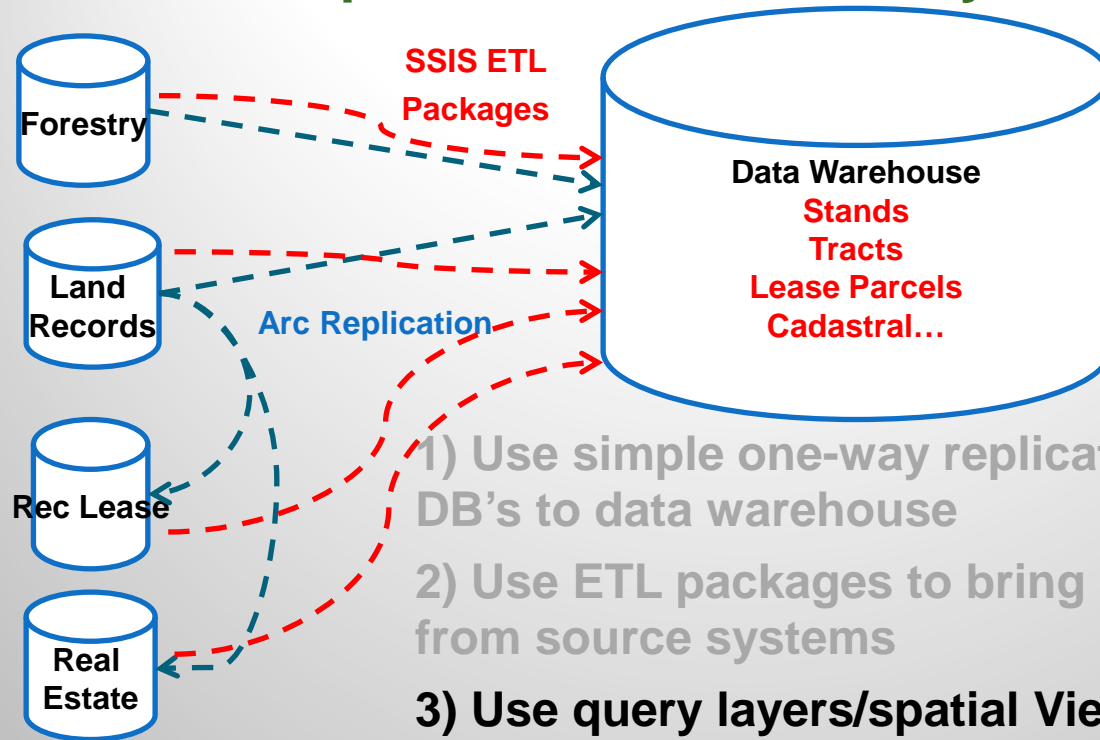 SSIS ETL
Packages
Forestry
Data Warehouse
Stands
Tracts
Lease Parcels
Cadastral…
Land
Records
Arc Replication
Rec Lease
Real
Estate
1) Use simple one-way
DB's to data warehouse
2) Use ETL packages to bring
from source systems
3) Use query layers/spatial